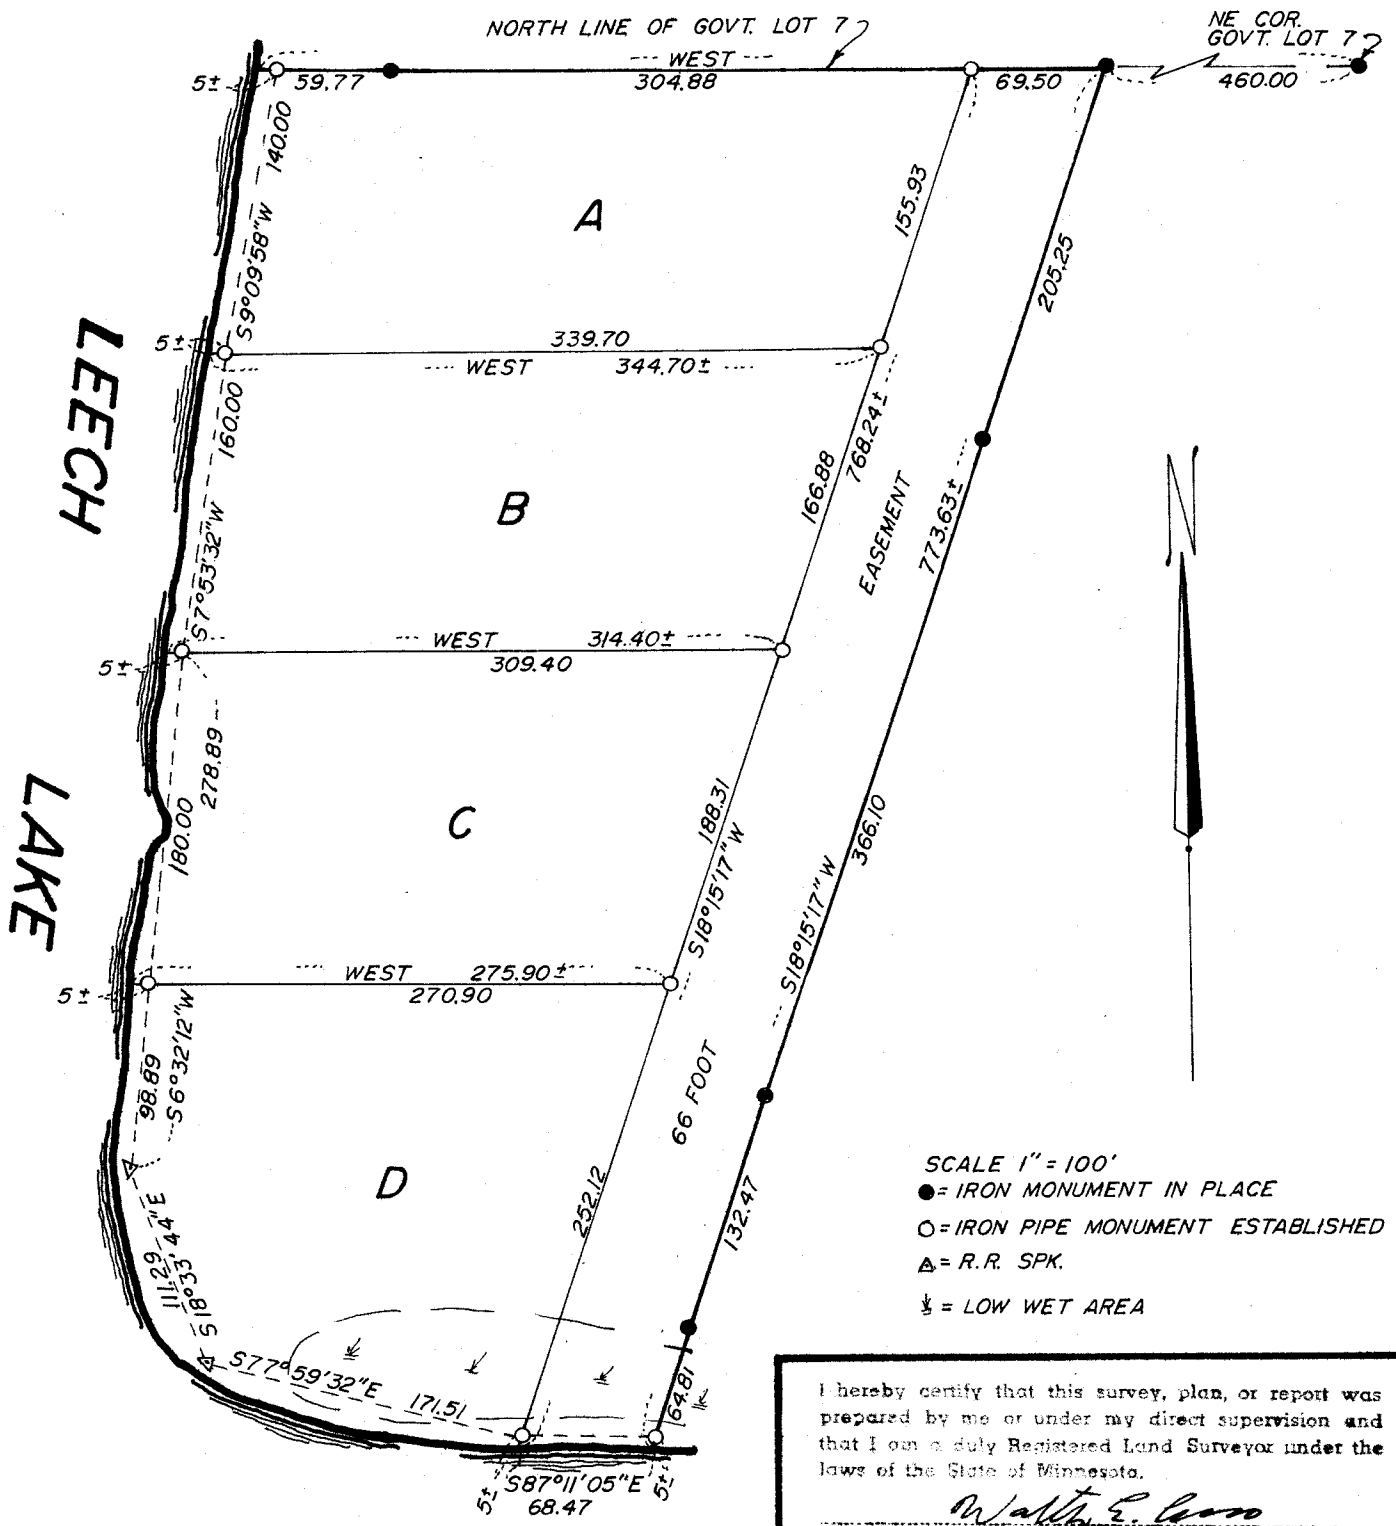 NORTH LINE OF GOVT. LOT 7
NE COR.
GOVT. LOT 7
WEST
5±
59.77
304.88
69.50
460.00
140.00
S9°09'58"W
A
155.93
205.25
LEECH
LAKE
5±
339.70
WEST 344.70±
160.00
S7°53'32"W
B
166.88
768.24±
EASEMENT
773.63±
N
5±
WEST 314.40±
309.40
278.89
180.00
C
188.31
S18°15'17"W
366.10
S18°15'17"W
5±
WEST 275.90±
270.90
98.89
S6°32'12"W
66 FOOT
D
252.12
132.47
111.29
S18°33'44"E
S77°59'32"E
171.51
64.81
5±
S87°11'05"E
68.47
5±
SCALE 1" = 100'
= IRON MONUMENT IN PLACE
= IRON PIPE MONUMENT ESTABLISHED
= R.R. SPK.
= LOW WET AREA
I hereby certify that this survey, plan, or report was
prepared by me or under my direct supervision and
that I am a duly Registered Land Surveyor under the
laws of the State of Minnesota.